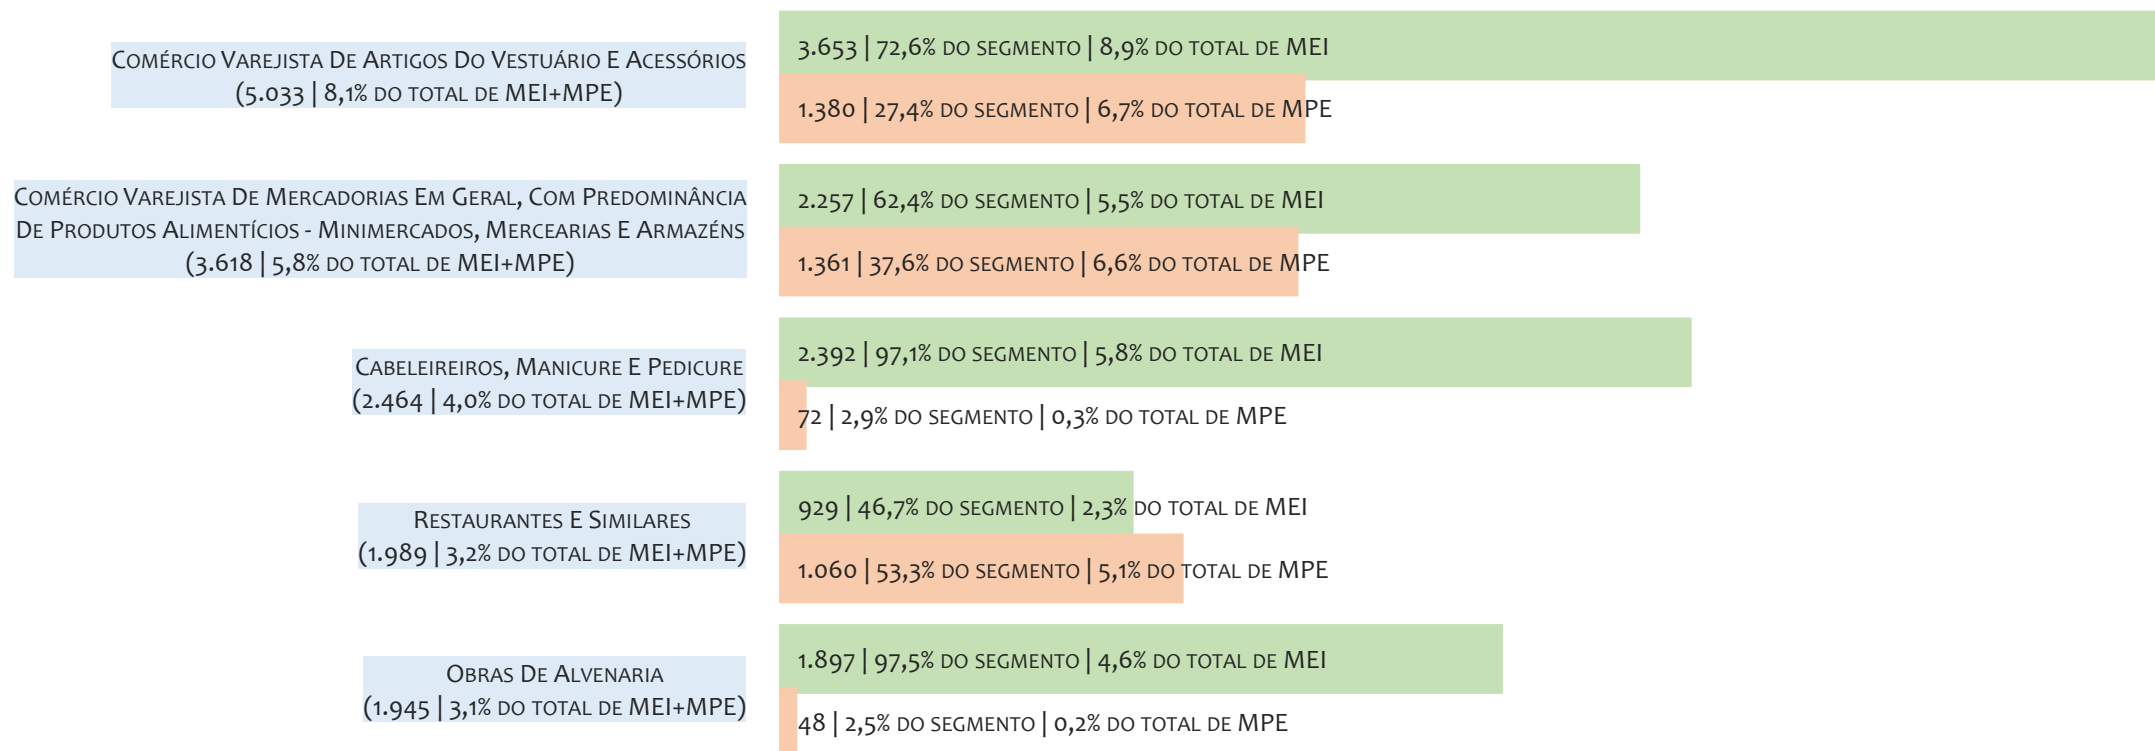 Comércio Varejista De Artigos Do Vestuário E Acessórios
(5.033 | 8,1% do total de MEI+MPE)
3.653 | 72,6% do segmento | 8,9% do total de MEI
1.380 | 27,4% do segmento | 6,7% do total de MPE
Comércio Varejista De Mercadorias Em Geral, Com Predominância
De Produtos Alimentícios - Minimercados, Mercearias E Armazéns
(3.618 | 5,8% do total de MEI+MPE)
2.257 | 62,4% do segmento | 5,5% do total de MEI
1.361 | 37,6% do segmento | 6,6% do total de MPE
Cabeleireiros, Manicure E Pedicure
(2.464 | 4,0% do total de MEI+MPE)
2.392 | 97,1% do segmento | 5,8% do total de MEI
72 | 2,9% do segmento | 0,3% do total de MPE
Restaurantes E Similares
(1.989 | 3,2% do total de MEI+MPE)
929 | 46,7% do segmento | 2,3% do total de MEI
1.060 | 53,3% do segmento | 5,1% do total de MPE
Obras De Alvenaria
(1.945 | 3,1% do total de MEI+MPE)
1.897 | 97,5% do segmento | 4,6% do total de MEI
48 | 2,5% do segmento | 0,2% do total de MPE